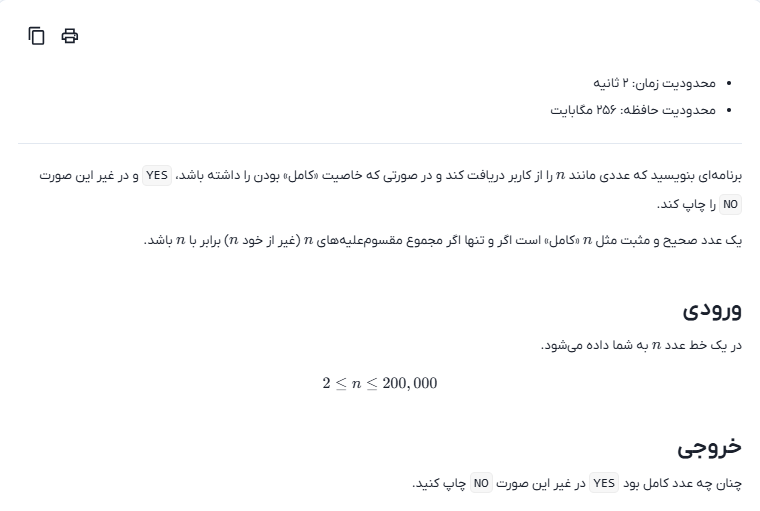 محدودیت زمان: ۲ ثانیه
محدودیت حافظه: ۲۵۶ مگابایت
برنامه‌ای بنویسید که عددی مانند n را از کاربر دریافت کند و در صورتی که خاصیت «کامل» بودن را داشته باشد، YES و در غیر این صورت
NO را چاپ کند.
یک عدد صحیح و مثبت مثل n «کامل» است اگر و تنها اگر مجموع مقسوم‌علیه‌های n (غیر از خود n) برابر با n باشد.
ورودی
در یک خط عدد n به شما داده می‌شود.
2 ≤ n ≤ 200,000
خروجی
چنان چه عدد کامل بود YES در غیر این صورت NO چاپ کنید.